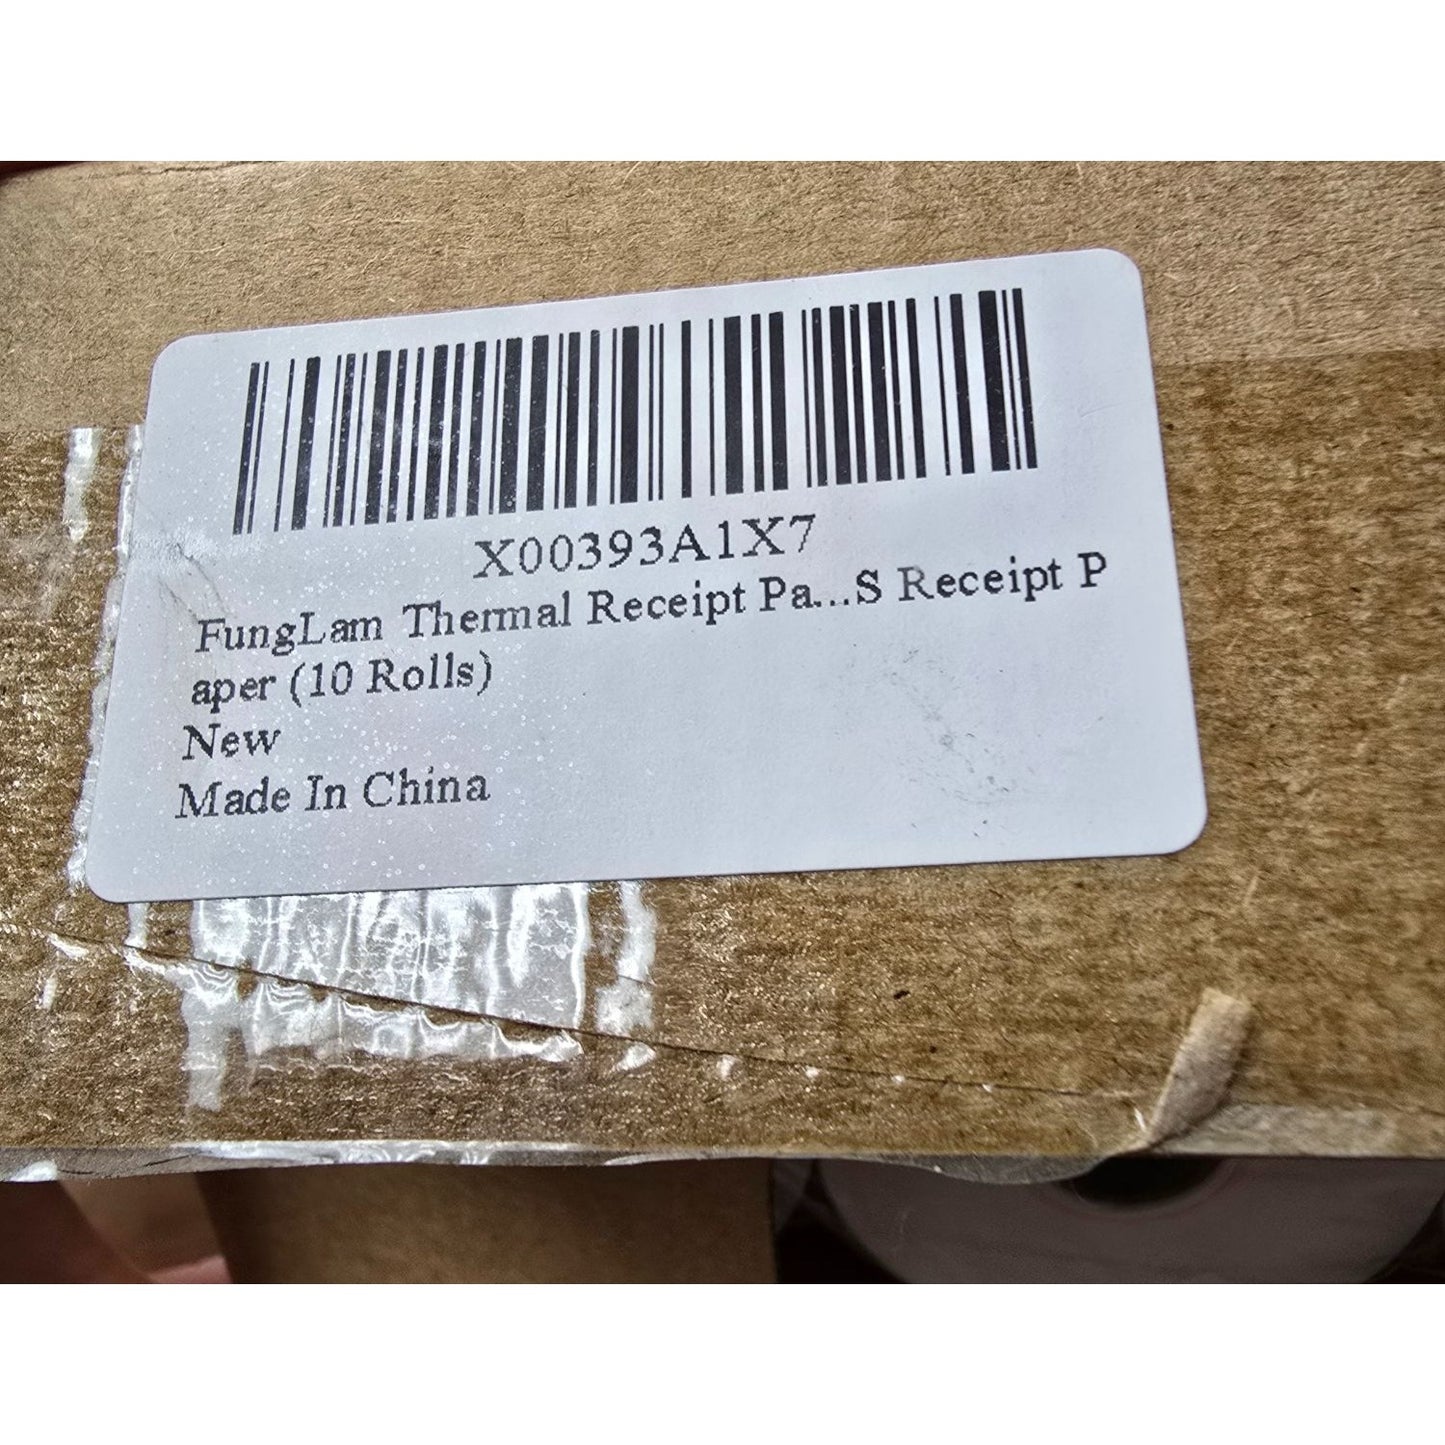 X00393A1X7
FungLam Thermal Receipt Pa...S Receipt P
aper (10 Rolls)
New
Made In China